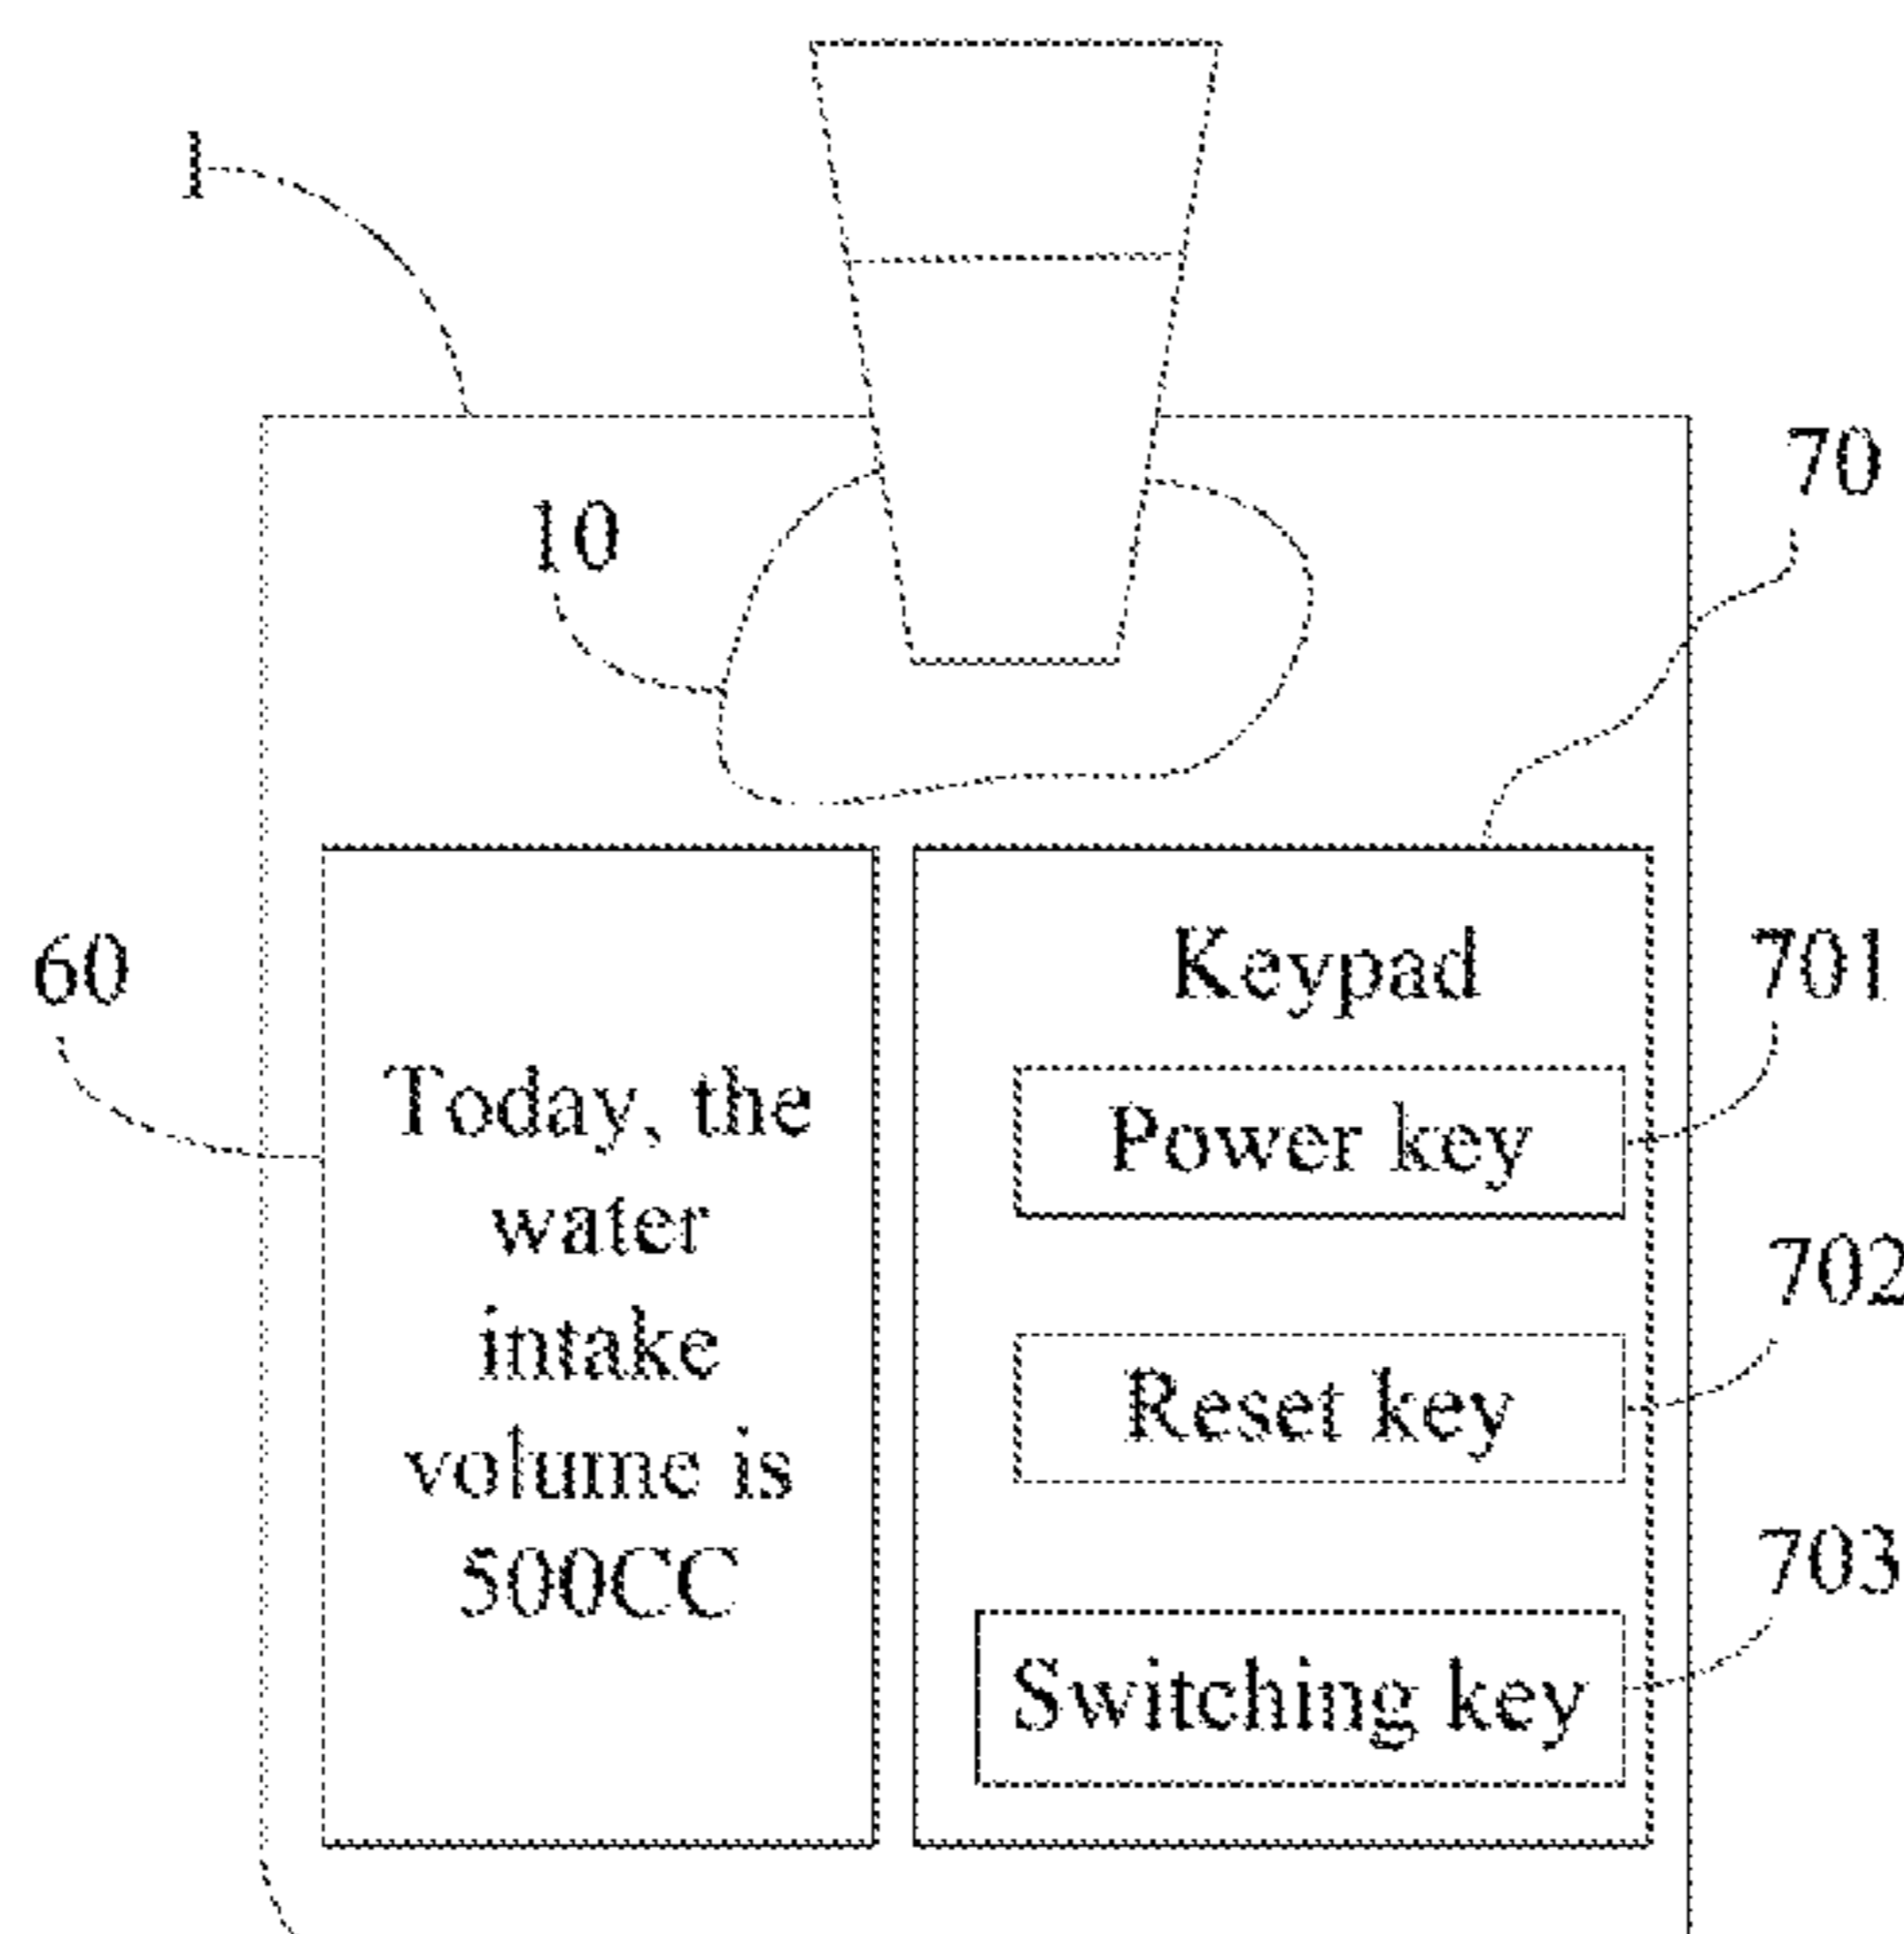 1
70
10
60
Today, the
water
intake
volume is
500CC
Keypad
701
Power key
702
Reset key
703
Switching key